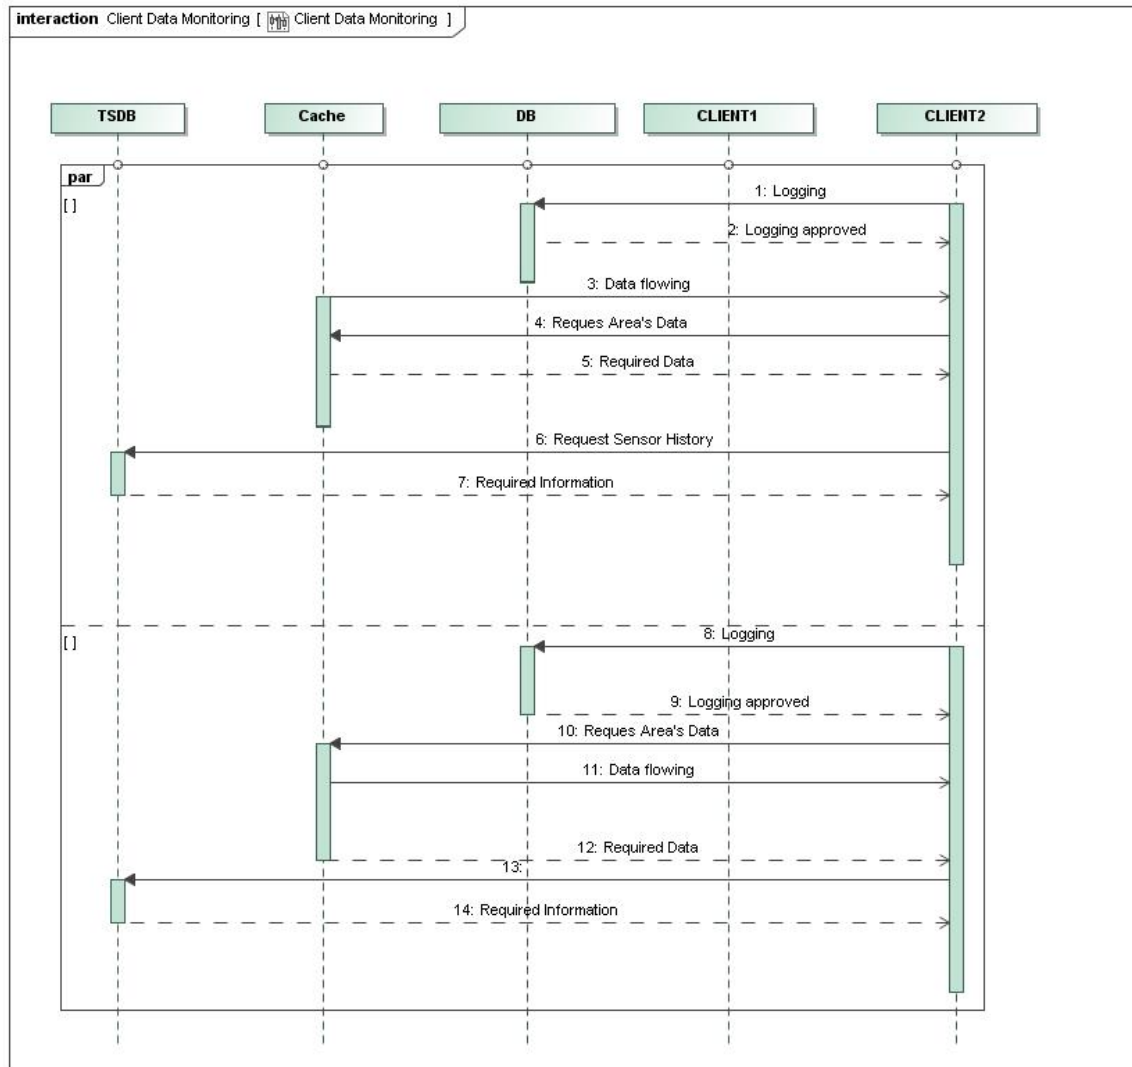 interaction Client Data Monitoring [ Client Data Monitoring ]
TSDB Cache DB CLIENT1 CLIENT2
par
[ ]
1: Logging
2: Logging approved
3: Data flowing
4: Reques Area's Data
5: Required Data
6: Request Sensor History
7: Required Information
[ ]
8: Logging
9: Logging approved
10: Reques Area's Data
11: Data flowing
12: Required Data
13:
14: Required Information